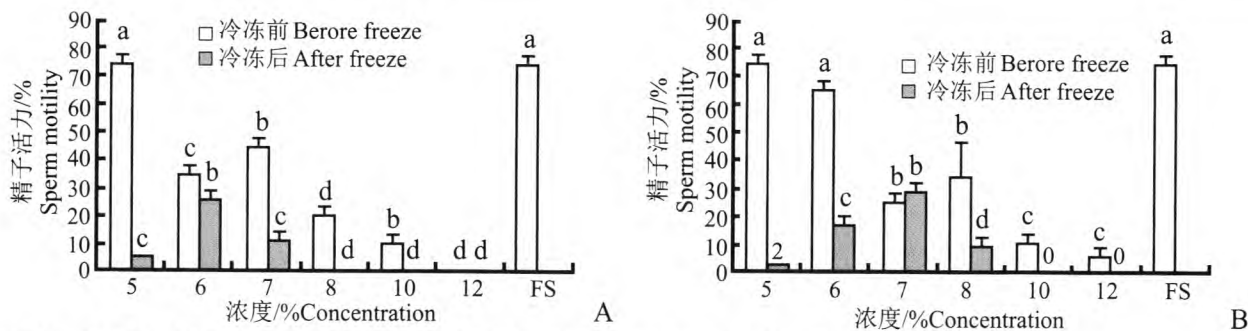 精子活力/%
Sperm motility
90
80
70
60
50
40
30
20
10
0
冷冻前 Berore freeze
冷冻后 After freeze
a
c
c
b
b
c
d
d
b
d
d d
a
5 6 7 8 10 12 FS
浓度/%Concentration
A
精子活力/%
Sperm motility
90
80
70
60
50
40
30
20
10
0
冷冻前 Berore freeze
冷冻后 After freeze
a
2
a
c
b b
b
d
c
0
c
0
a
5 6 7 8 10 12 FS
浓度/%Concentration
B